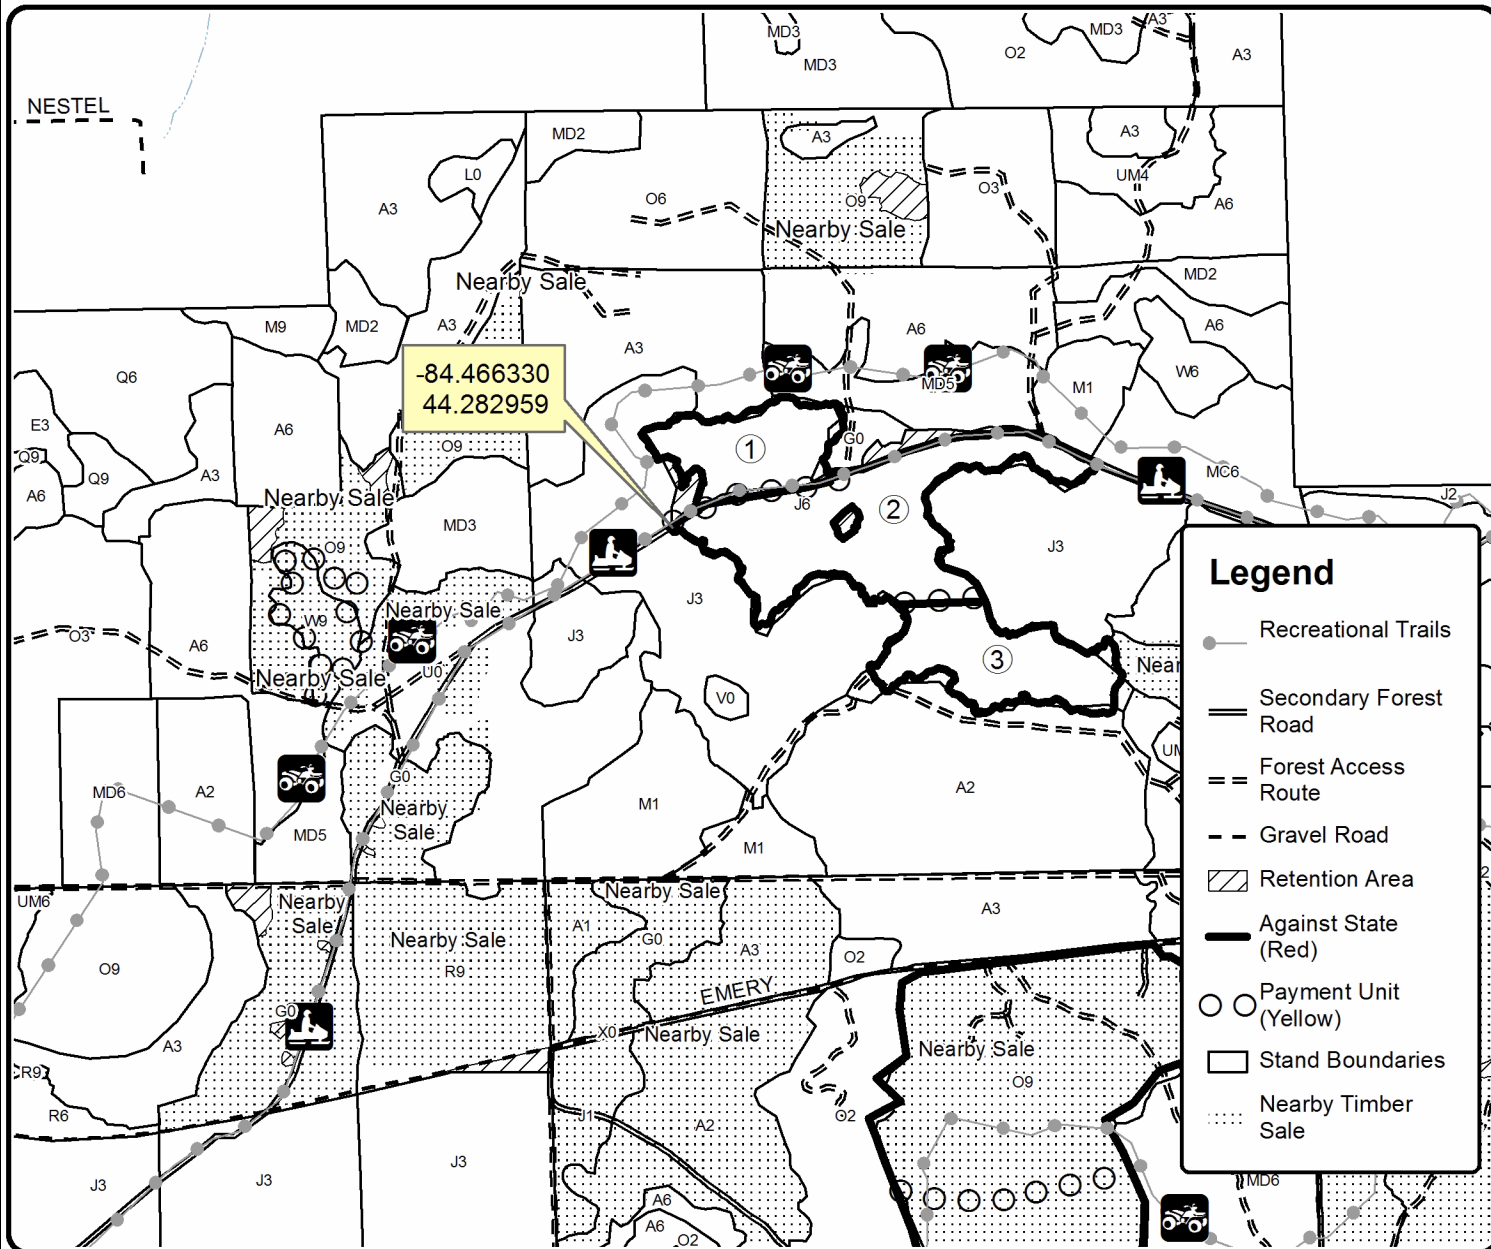 MD3
MD3
O2
MD3
A3
A3
NESTEL
MD2
A3
A3
L0
A3
O6
O9
O3
UM4
A6
Nearby Sale
Nearby Sale
MD2
M9
MD2
A3
A3
A6
A6
-84.466330
44.282959
Q6
MD5
M1
W6
E3
A6
O9
1
G0
Q9
Q9
A3
A6
Nearby Sale
MC6
J2
J6
2
MD3
O9
J3
J3
W9
Nearby Sale
O3
A6
J3
3
Near
Nearby Sale
U0
V0
UM
G0
MD6
A2
Nearby
Sale
MD5
M1
A2
M1
2
UM6
Nearby
Sale
Nearby Sale
A1
G0
A3
A3
Nearby Sale
R9
O2
O9
EMERY
G0
X0
Nearby Sale
Nearby Sale
A3
R9
O9
R6
J1
A2
O2
J3
J3
J3
MD6
A6
A6
O2
Legend
Recreational Trails
Secondary Forest
Road
Forest Access
Route
Gravel Road
Retention Area
Against State
(Red)
Payment Unit
(Yellow)
Stand Boundaries
Nearby Timber
Sale